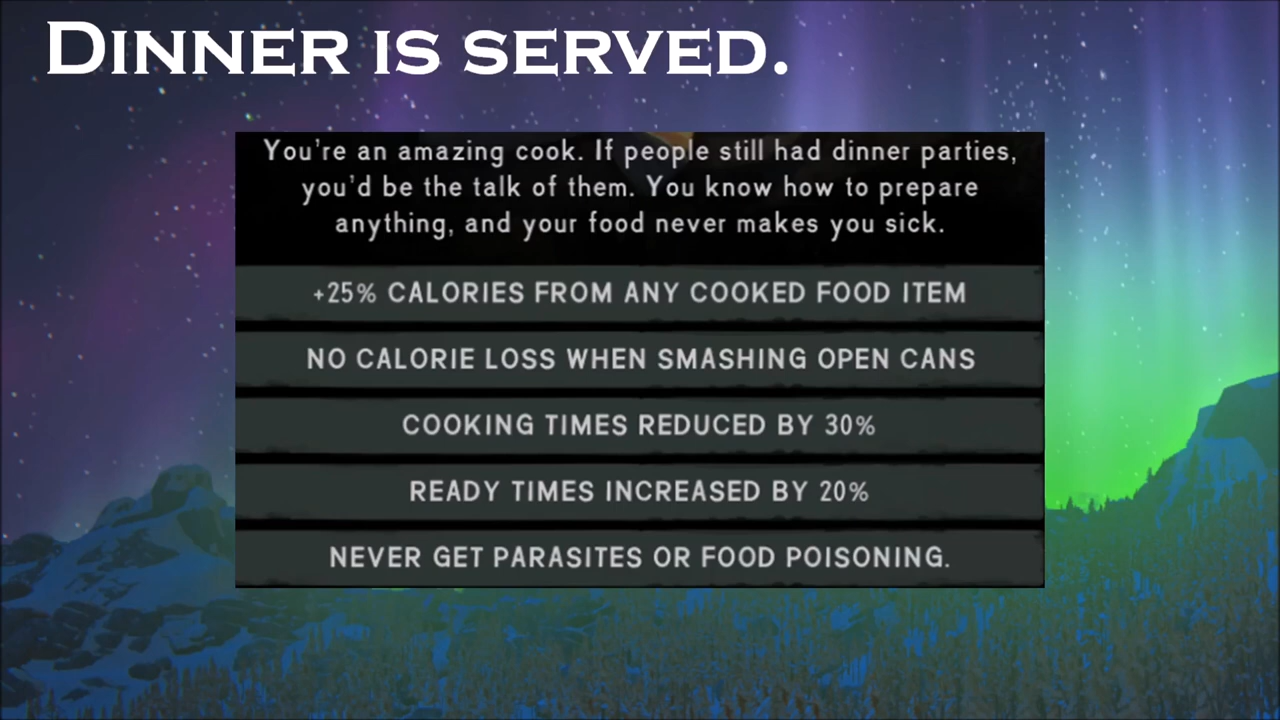 DINNER IS SERVED.
You're an amazing cook. If people still had dinner parties,
you'd be the talk of them. You know how to prepare
anything, and your food never makes you sick.
+25% CALORIES FROM ANY COOKED FOOD ITEM
NO CALORIE LOSS WHEN SMASHING OPEN CANS
COOKING TIMES REDUCED BY 30%
READY TIMES INCREASED BY 20%
NEVER GET PARASITES OR FOOD POISONING.